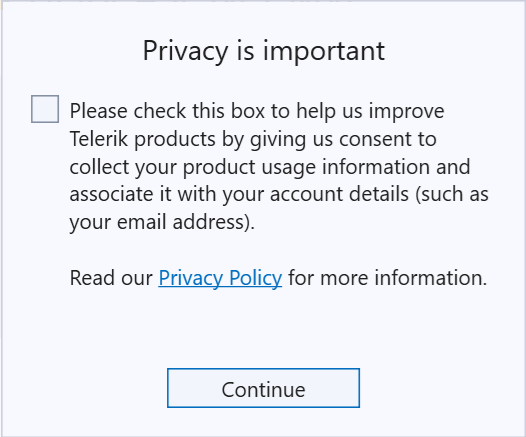 Privacy is important
Please check this box to help us improve
Telerik products by giving us consent to
collect your product usage information and
associate it with your account details (such as
your email address).
Read our Privacy Policy for more information.
Continue